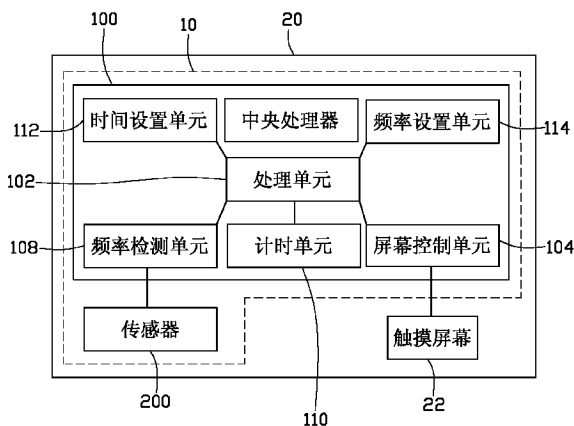 10
20
100
112
时间设置单元
中央处理器
频率设置单元
114
102
处理单元
108
频率检测单元
计时单元
屏幕控制单元
104
传感器
触摸屏幕
200
110
22